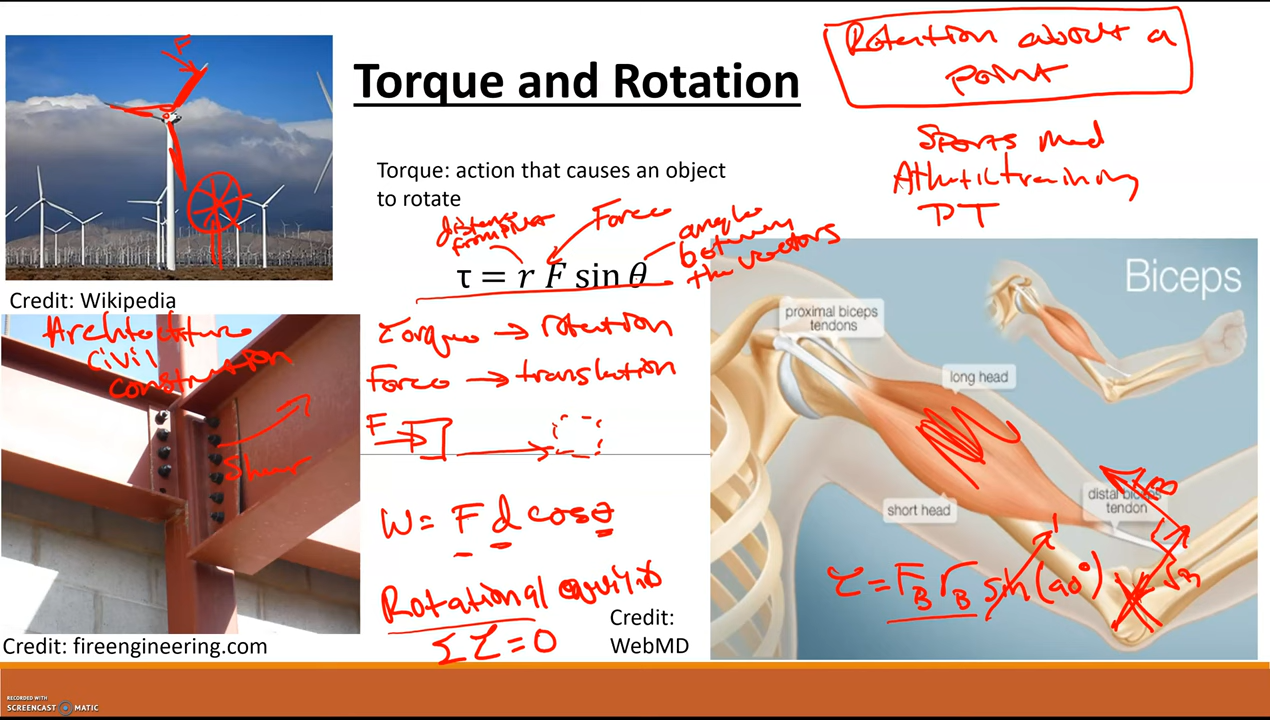 Torque and Rotation
Rotation about a
point
Sports Med
Athletic training
PT
F
Credit: Wikipedia
Torque: action that causes an object
to rotate
distance
from pivot
Force
angle
between
the vectors
τ = r F sin θ
Torque → rotation
Force → translation
F
W = F d cos θ
Rotational equilib
Στ = 0
Architecture
civil
construction
Shear
Credit: fireengineering.com
Biceps
proximal biceps
tendons
long head
short head
distal biceps
tendon
τ = F_B r_B sin(90°)
1
Credit:
WebMD
RECORDED WITH
SCREENCAST MATIC